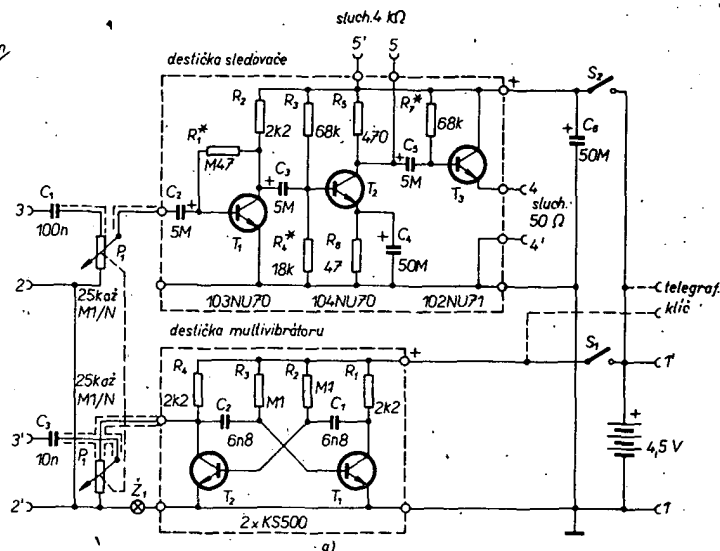 sluch. 4 kΩ
5' 5
destička sledovače
+
S2
R2
2k2
R3
68k
R5
470
R7*
68k
R1*
M47
C6
50M
+
C1
100n
3
P1
C2
5M
+
T1
C3
5M
+
T2
C5
5M
+
T3
4
sluch.
50 Ω
4'
R4*
18k
R6
47
C4
50M
+
2
25k až
M1/N
103NU70 104NU70 102NU71
telegraf.
klíč
destička multivibrátoru
+
S1
1'
25k až
M1/N
R4
2k2
R3
M1
R2
M1
R1
2k2
C2
6n8
C1
6n8
C3
10n
3'
P1
T2
T1
+
4,5 V
2'
Ž1
1
2x KS500
a)